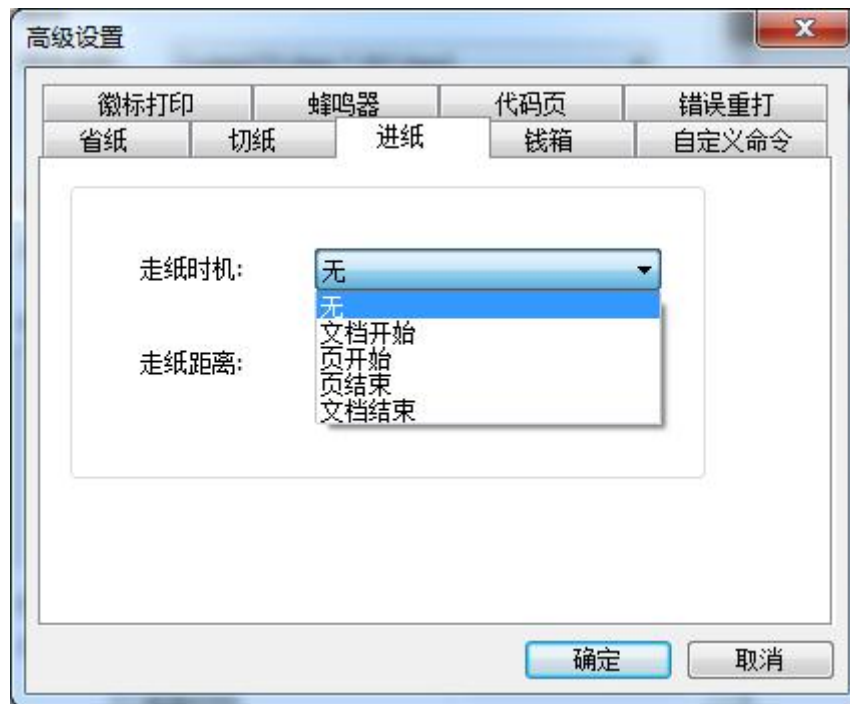 高级设置
徽标打印 蜂鸣器 代码页 错误重打
省纸 切纸 进纸 钱箱 自定义命令
走纸时机: 无
无
文档开始
页开始
走纸距离:
页结束
文档结束
确定 取消